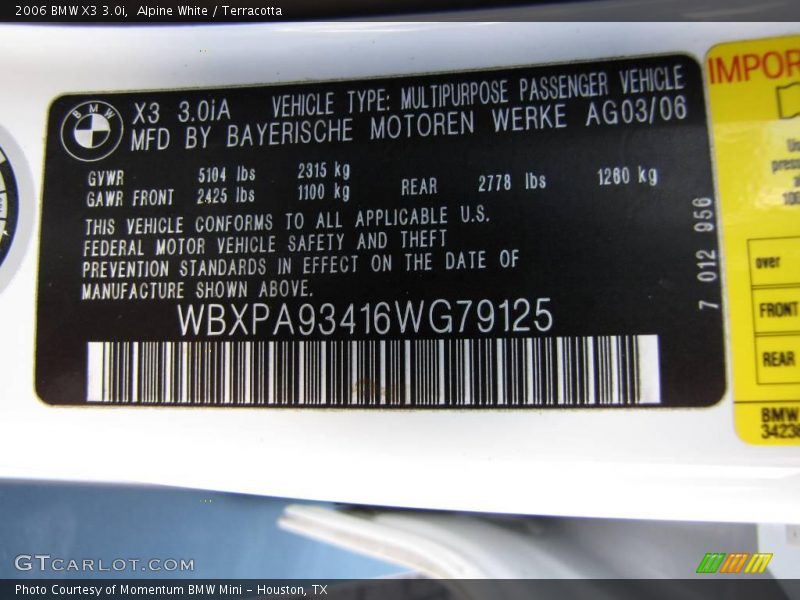 2006 BMW X3 3.0i,  Alpine White / Terracotta
BMW
X3 3.0iA VEHICLE TYPE: MULTIPURPOSE PASSENGER VEHICLE
MFD BY BAYERISCHE MOTOREN WERKE AG03/06
GVWR 5104 lbs 2315 kg
GAWR FRONT 2425 lbs 1100 kg REAR 2778 lbs 1260 kg
THIS VEHICLE CONFORMS TO ALL APPLICABLE U.S.
FEDERAL MOTOR VEHICLE SAFETY AND THEFT
PREVENTION STANDARDS IN EFFECT ON THE DATE OF
MANUFACTURE SHOWN ABOVE.
WBXPA93416WG79125
7 012 956
IMPOR
over
FRONT
REAR
BMW
34236
GTCARLOT.COM
Photo Courtesy of Momentum BMW Mini - Houston, TX